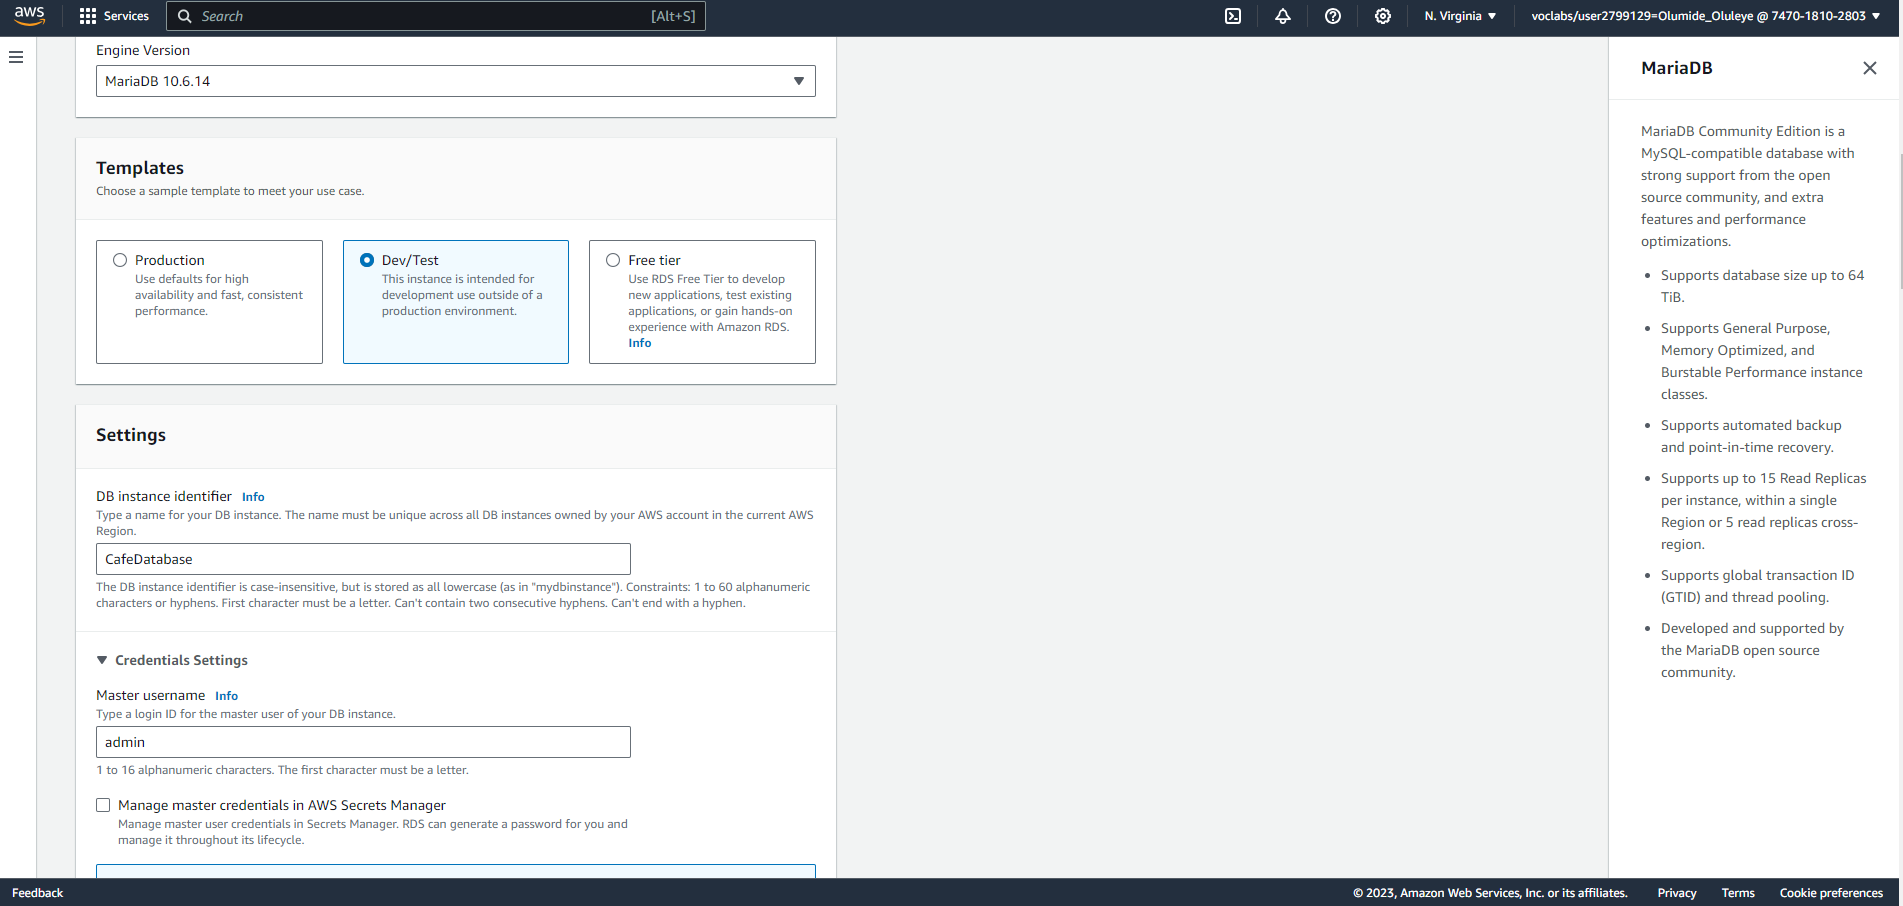 aws
Services
Search
[Alt+S]
N. Virginia
voclabs/user2799129=Olumide_Oluleye @ 7470-1810-2803
Engine Version
MariaDB 10.6.14
Templates
Choose a sample template to meet your use case.
Production
Use defaults for high
availability and fast, consistent
performance.
Dev/Test
This instance is intended for
development use outside of a
production environment.
Free tier
Use RDS Free Tier to develop
new applications, test existing
applications, or gain hands-on
experience with Amazon RDS.
Info
Settings
DB instance identifier Info
Type a name for your DB instance. The name must be unique across all DB instances owned by your AWS account in the current AWS
Region.
CafeDatabase
The DB instance identifier is case-insensitive, but is stored as all lowercase (as in "mydbinstance"). Constraints: 1 to 60 alphanumeric
characters or hyphens. First character must be a letter. Can't contain two consecutive hyphens. Can't end with a hyphen.
Credentials Settings
Master username Info
Type a login ID for the master user of your DB instance.
admin
1 to 16 alphanumeric characters. The first character must be a letter.
Manage master credentials in AWS Secrets Manager
Manage master user credentials in Secrets Manager. RDS can generate a password for you and
manage it throughout its lifecycle.
MariaDB
MariaDB Community Edition is a
MySQL-compatible database with
strong support from the open
source community, and extra
features and performance
optimizations.
• Supports database size up to 64
TiB.
• Supports General Purpose,
Memory Optimized, and
Burstable Performance instance
classes.
• Supports automated backup
and point-in-time recovery.
• Supports up to 15 Read Replicas
per instance, within a single
Region or 5 read replicas cross-
region.
• Supports global transaction ID
(GTID) and thread pooling.
• Developed and supported by
the MariaDB open source
community.
Feedback
© 2023, Amazon Web Services, Inc. or its affiliates.
Privacy
Terms
Cookie preferences